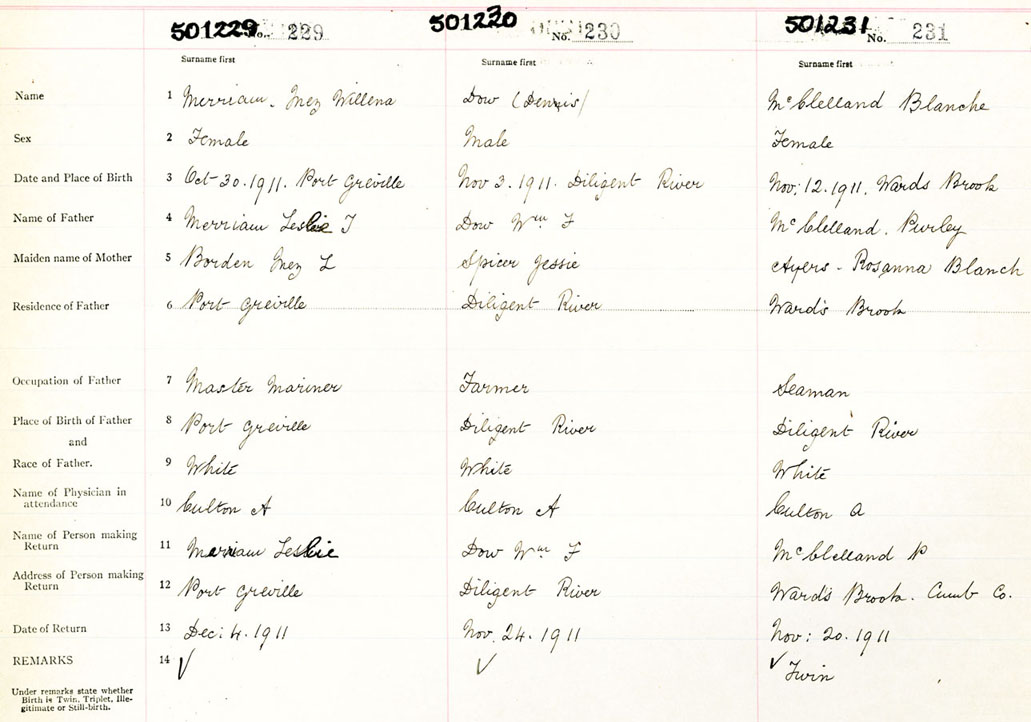 501229 No. 229 501230 No. 230 501231 No. 231
Surname first Surname first Surname first
Name 1 Merriam. Inez Willena Dow (Dennis) McClelland Blanche
Sex 2 Female Male Female
Date and Place of Birth 3 Oct 30. 1911. Port Greville Nov 3. 1911. Diligent River Nov: 12. 1911. Wards Brook
Name of Father 4 Merriam Leslie T Dow Wm F McClelland. Purley
Maiden name of Mother 5 Borden Inez L Spicer Jessie Ayers - Rosanna Blanch
Residence of Father 6 Port Greville Diligent River Ward's Brook
Occupation of Father 7 Master Mariner Farmer Seaman
Place of Birth of Father 8 Port Greville Diligent River Diligent River
and
Race of Father. 9 White White White
Name of Physician in
attendance 10 Culton A Culton A Culton A
Name of Person making
Return 11 Merriam Leslie Dow Wm F McClelland P
Address of Person making
Return 12 Port Greville Diligent River Ward's Brook. Cumb Co.
Date of Return 13 Dec: 4. 1911 Nov. 24. 1911 Nov: 20. 1911
REMARKS 14 ✓ ✓ ✓ Twin
Under remarks state whether
Birth is Twin, Triplet, Ille-
gitimate or Still-birth.